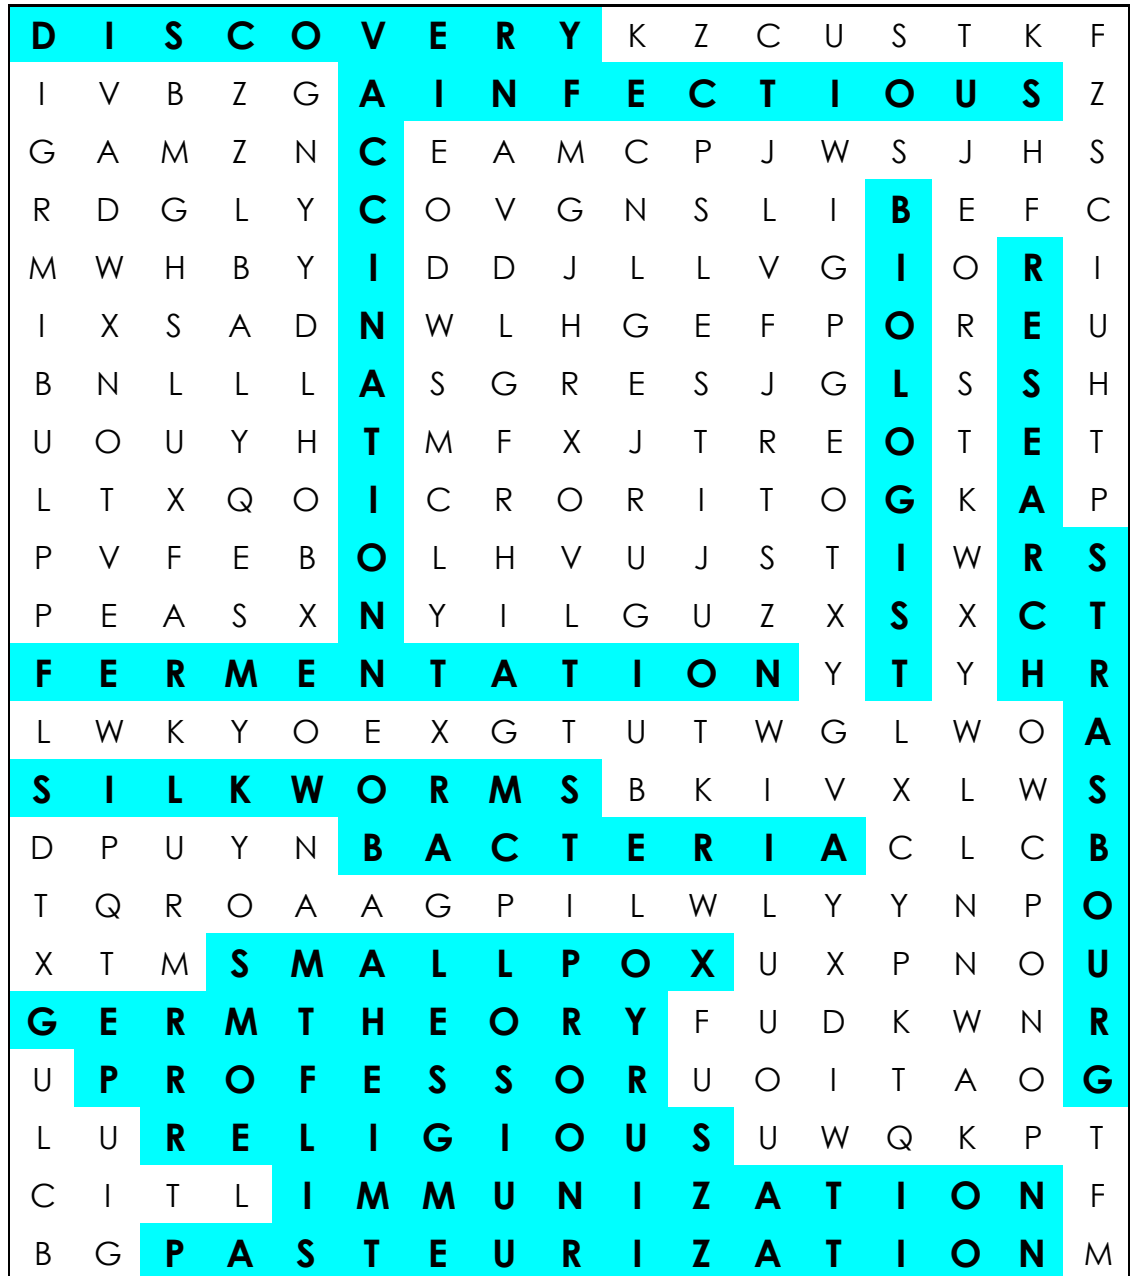 D I S C O V E R Y K Z C U S T K F
I V B Z G A I N F E C T I O U S Z
G A M Z N C E A M C P J W S J H S
R D G L Y C O V G N S L I B E F C
M W H B Y I D D J L L V G I O R I
I X S A D N W L H G E F P O R E U
B N L L L A S G R E S J G L S S H
U O U Y H T M F X J T R E O T E T
L T X Q O I C R O R I T O G K A P
P V F E B O L H V U J S T I W R S
P E A S X N Y I L G U Z X S X C T
F E R M E N T A T I O N Y T Y H R
L W K Y O E X G T U T W G L W O A
S I L K W O R M S B K I V X L W S
D P U Y N B A C T E R I A C L C B
T Q R O A A G P I L W L Y Y N P O
X T M S M A L L P O X U X P N O U
G E R M T H E O R Y F U D K W N R
U P R O F E S S O R U O I T A O G
L U R E L I G I O U S U W Q K P T
C I T L I M M U N I Z A T I O N F
B G P A S T E U R I Z A T I O N M